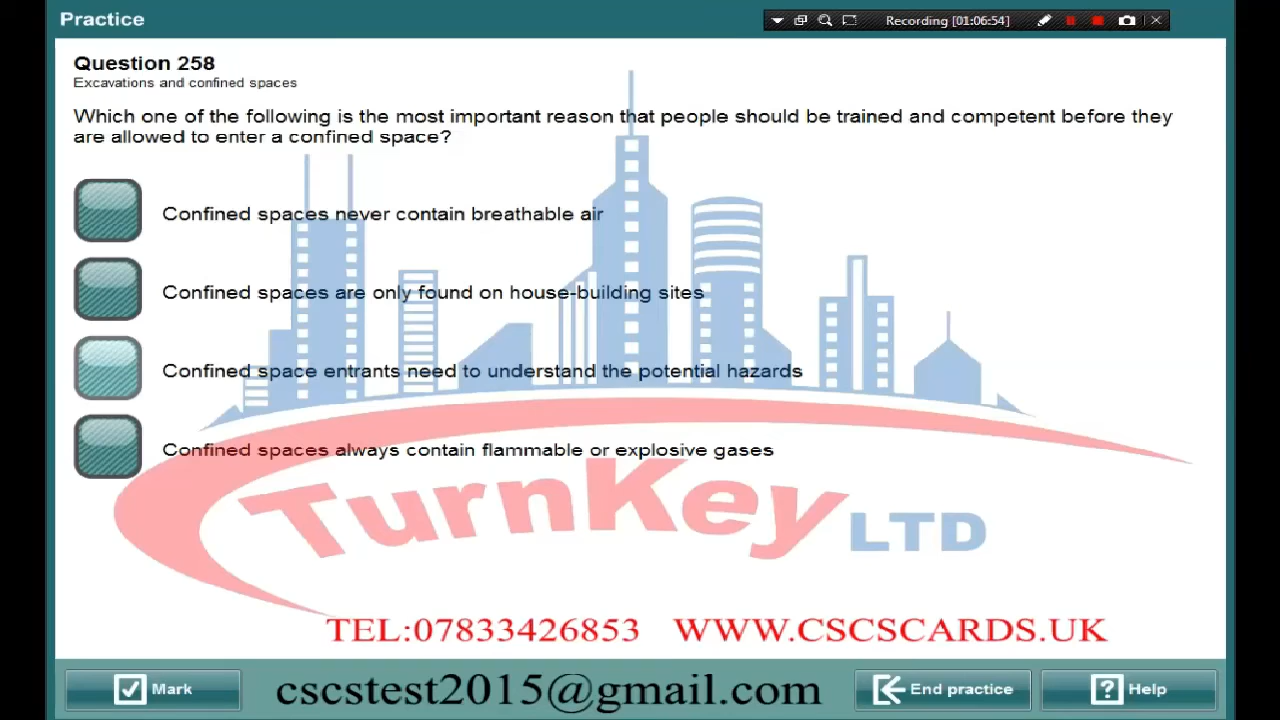 Practice
Recording [01:06:54]
Question 258
Excavations and confined spaces
Which one of the following is the most important reason that people should be trained and competent before they
are allowed to enter a confined space?
Confined spaces never contain breathable air
Confined spaces are only found on house-building sites
Confined space entrants need to understand the potential hazards
Confined spaces always contain flammable or explosive gases
TurnKey LTD
TEL:07833426853 WWW.CSCSCARDS.UK
Mark
cscstest2015@gmail.com
End practice
? Help